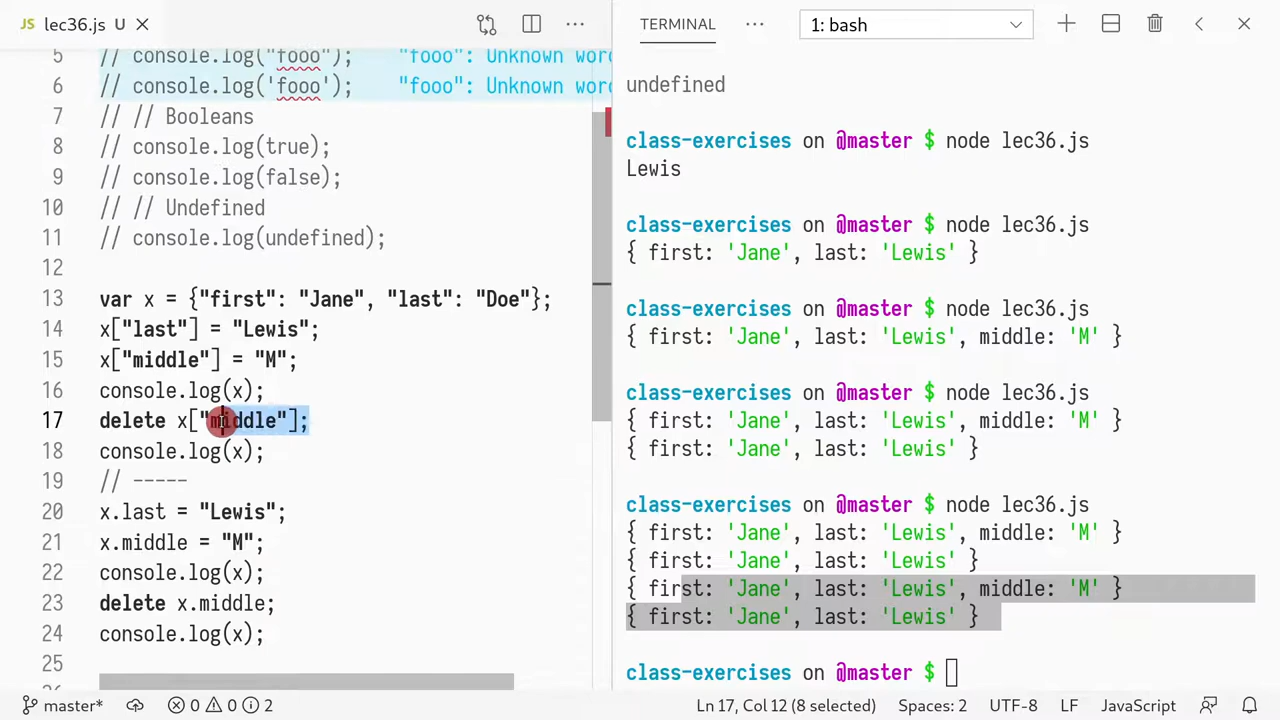 JS lec36.js U
5 // console.log("fooo"); "fooo": Unknown wor
6 // console.log('fooo'); "fooo": Unknown wor
7 // // Booleans
8 // console.log(true);
9 // console.log(false);
10 // // Undefined
11 // console.log(undefined);
12
13 var x = {"first": "Jane", "last": "Doe"};
14 x["last"] = "Lewis";
15 x["middle"] = "M";
16 console.log(x);
17 delete x["middle"];
18 console.log(x);
19 // -----
20 x.last = "Lewis";
21 x.middle = "M";
22 console.log(x);
23 delete x.middle;
24 console.log(x);
25
TERMINAL ··· 1: bash
undefined
class-exercises on @master $ node lec36.js
Lewis
class-exercises on @master $ node lec36.js
{ first: 'Jane', last: 'Lewis' }
class-exercises on @master $ node lec36.js
{ first: 'Jane', last: 'Lewis', middle: 'M' }
class-exercises on @master $ node lec36.js
{ first: 'Jane', last: 'Lewis', middle: 'M' }
{ first: 'Jane', last: 'Lewis' }
class-exercises on @master $ node lec36.js
{ first: 'Jane', last: 'Lewis', middle: 'M' }
{ first: 'Jane', last: 'Lewis' }
{ first: 'Jane', last: 'Lewis', middle: 'M' }
{ first: 'Jane', last: 'Lewis' }
class-exercises on @master $
master* 0 0 2 Ln 17, Col 12 (8 selected) Spaces: 2 UTF-8 LF JavaScript